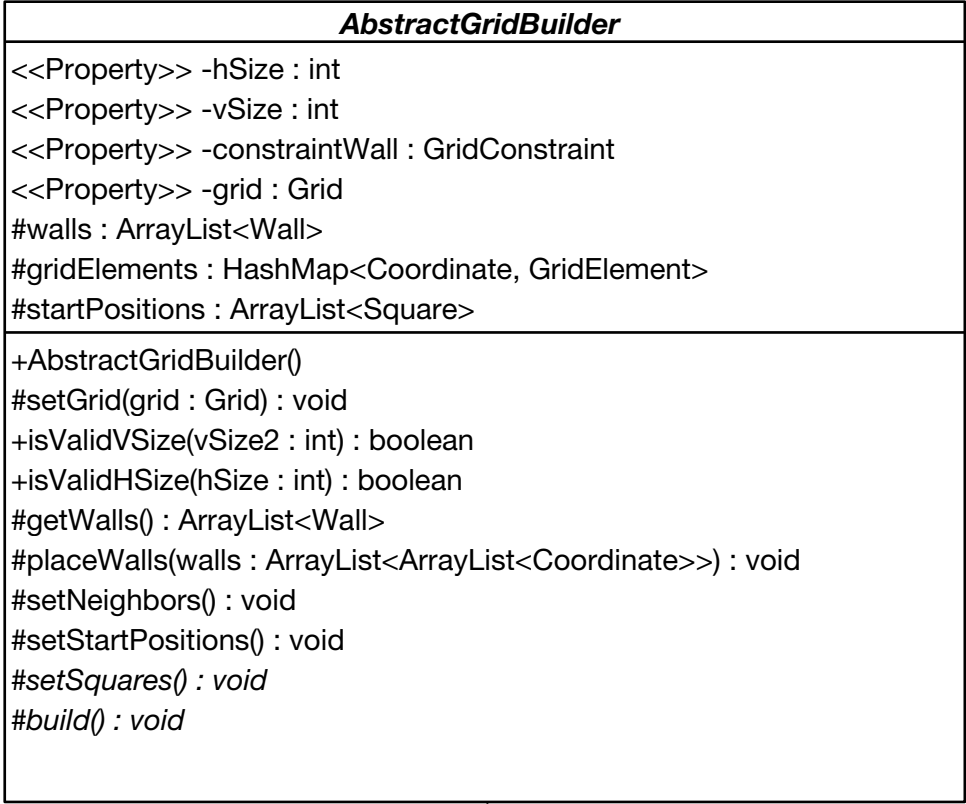 AbstractGridBuilder
<<Property>> -hSize : int
<<Property>> -vSize : int
<<Property>> -constraintWall : GridConstraint
<<Property>> -grid : Grid
#walls : ArrayList<Wall>
#gridElements : HashMap<Coordinate, GridElement>
#startPositions : ArrayList<Square>
+AbstractGridBuilder()
#setGrid(grid : Grid) : void
+isValidVSize(vSize2 : int) : boolean
+isValidHSize(hSize : int) : boolean
#getWalls() : ArrayList<Wall>
#placeWalls(walls : ArrayList<ArrayList<Coordinate>>) : void
#setNeighbors() : void
#setStartPositions() : void
#setSquares() : void
#build() : void